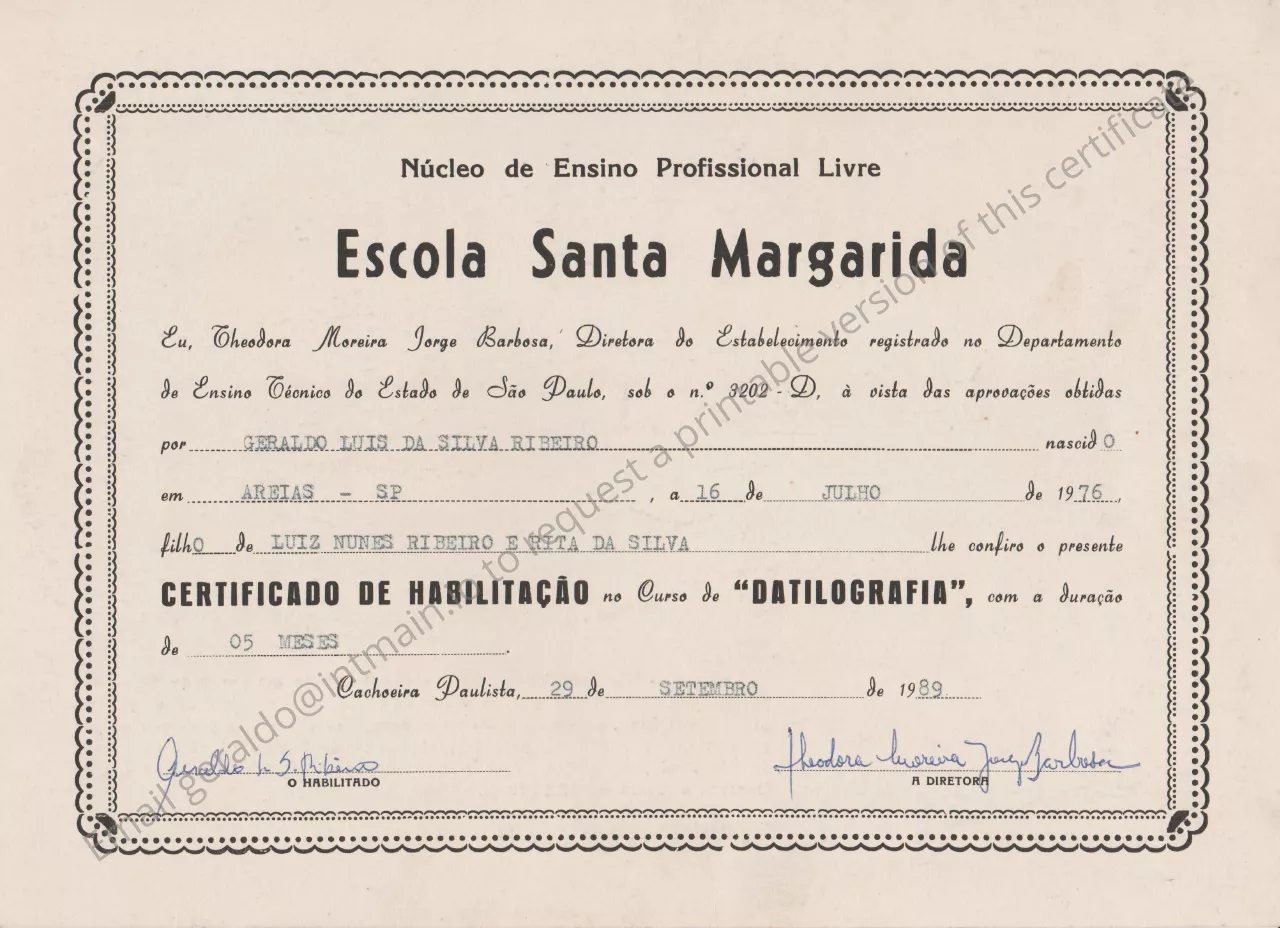 Núcleo de Ensino Profissional Livre
Escola Santa Margarida
Eu, Theodora Moreira Jorge Barbosa, Diretora do Estabelecimento registrado no Departamento
de Ensino Técnico do Estado de São Paulo, sob o n.º 3202 - D, à vista das aprovações obtidas
por GERALDO LUIS DA SILVA RIBEIRO nascido
em AREIAS - SP, a 16 de JULHO de 1976,
filhO de LUIZ NUNES RIBEIRO E RITA DA SILVA lhe confiro o presente
CERTIFICADO DE HABILITAÇÃO no Curso de "DATILOGRAFIA", com a duração
de 05 MESES.
Cachoeira Paulista, 29 de SETEMBRO de 1989
Geraldo L. S. Ribeiro
O HABILITADO
Theodora Moreira Jorge Barbosa
A DIRETORA
Email geraldo@intmain.io to request a printable version of this certificate